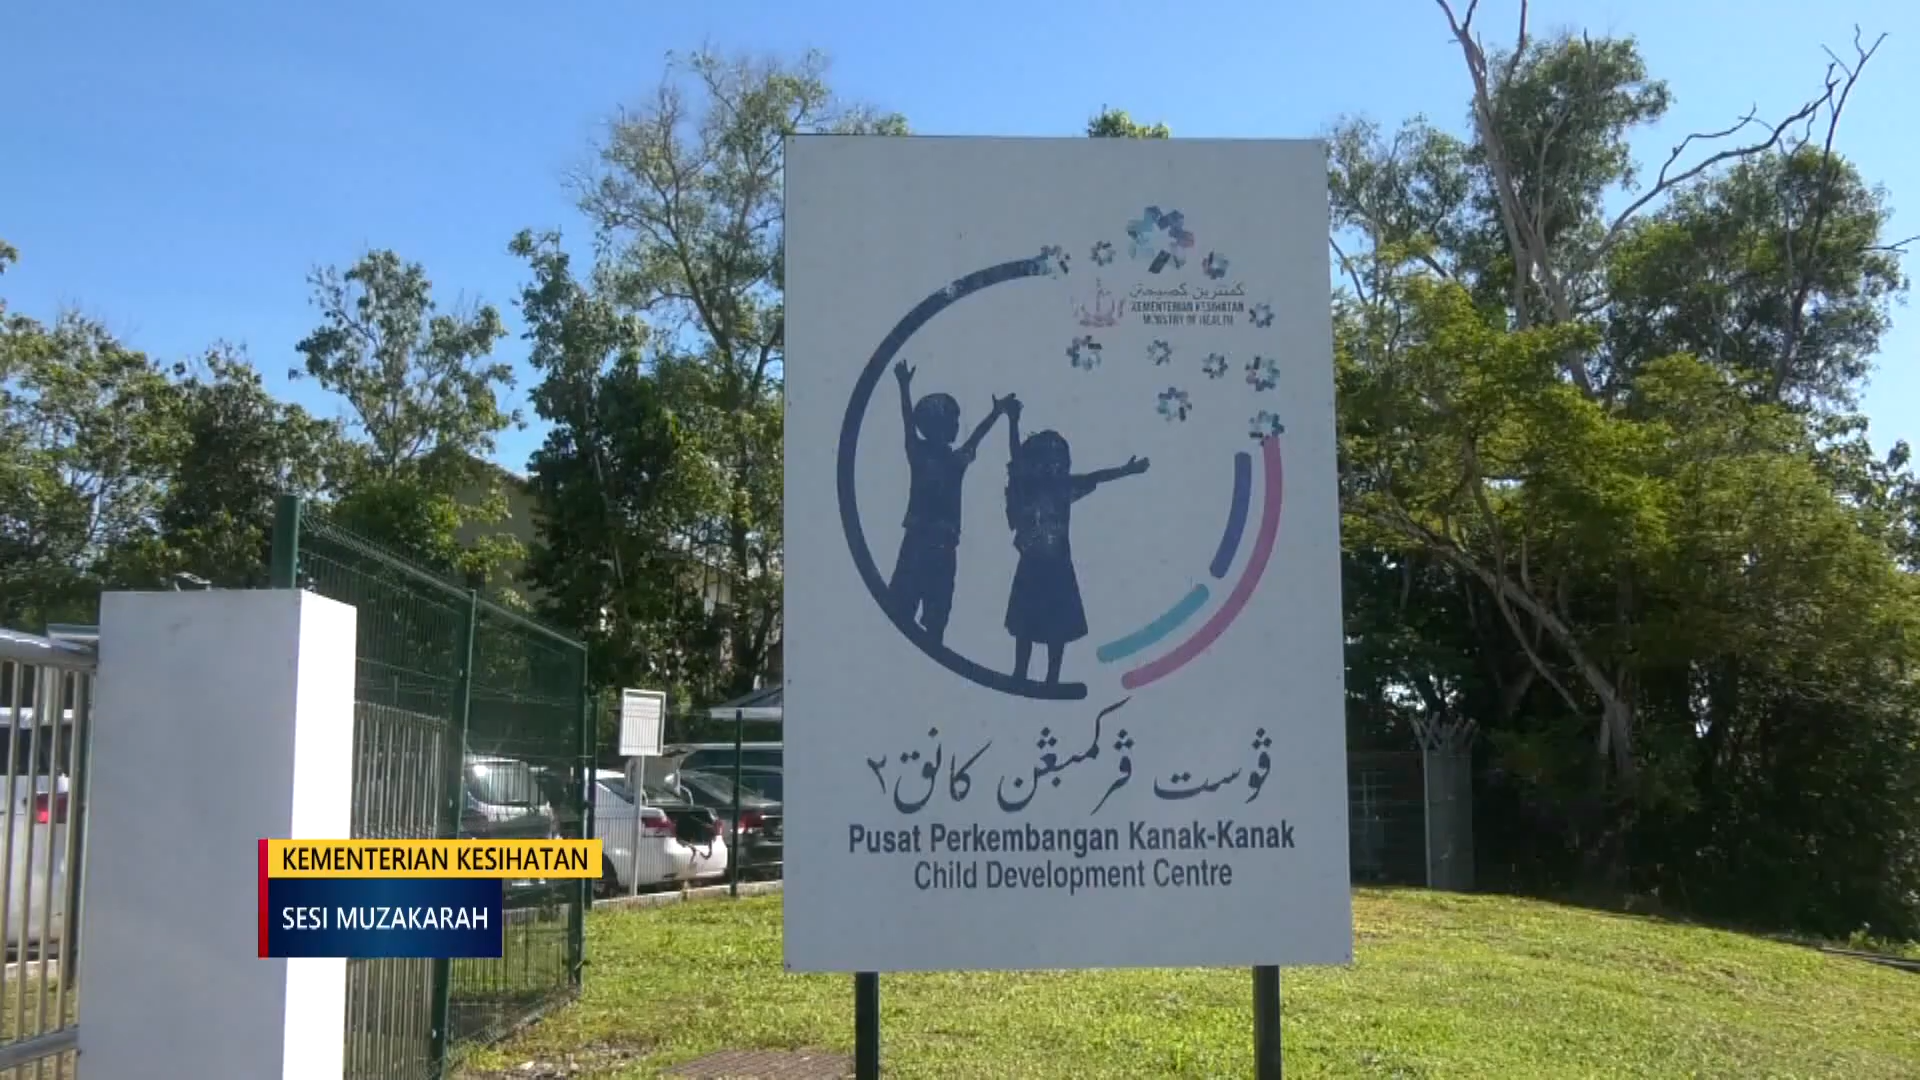 كمنترين كصيحتن
KEMENTERIAN KESIHATAN
MINISTRY OF HEALTH
ڤوست ڤركمبڠن كانق٢
Pusat Perkembangan Kanak-Kanak
Child Development Centre
KEMENTERIAN KESIHATAN
SESI MUZAKARAH